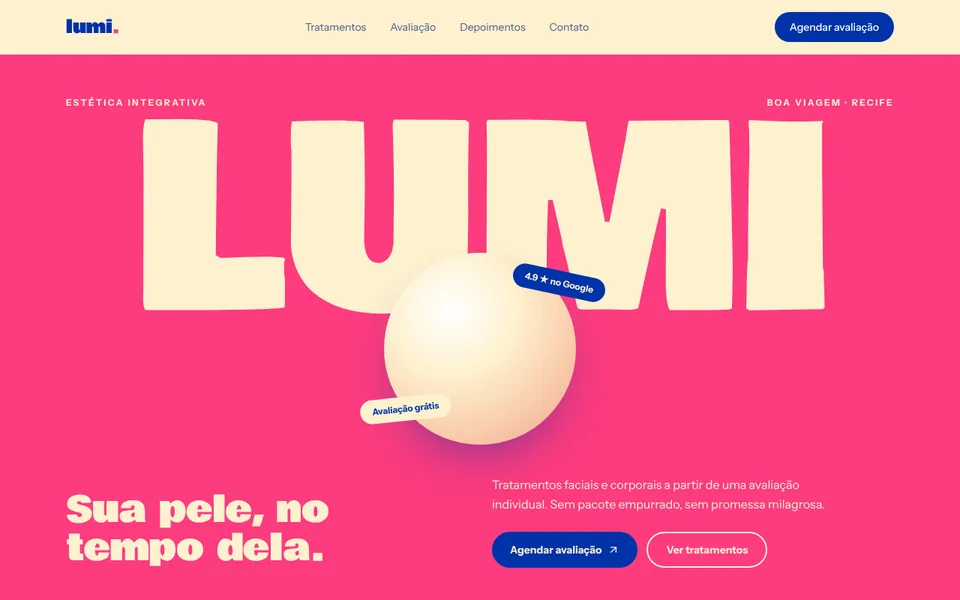 lumi.
Tratamentos
Avaliação
Depoimentos
Contato
Agendar avaliação
ESTÉTICA INTEGRATIVA
BOA VIAGEM · RECIFE
LUMI
4.9 ★ no Google
Avaliação grátis
Sua pele, no
tempo dela.
Tratamentos faciais e corporais a partir de uma avaliação
individual. Sem pacote empurrado, sem promessa milagrosa.
Agendar avaliação
Ver tratamentos